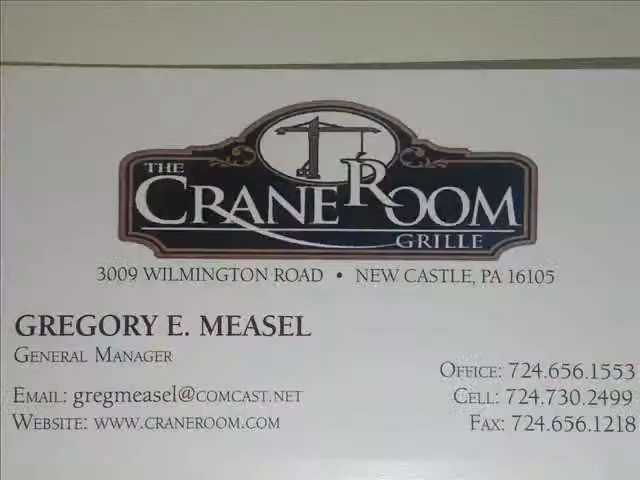 THE
CRANE ROOM
GRILLE
3009 WILMINGTON ROAD • NEW CASTLE, PA 16105
GREGORY E. MEASEL
GENERAL MANAGER
OFFICE: 724.656.1553
EMAIL: gregmeasel@COMCAST.NET
CELL: 724.730.2499
WEBSITE: WWW.CRANEROOM.COM
FAX: 724.656.1218